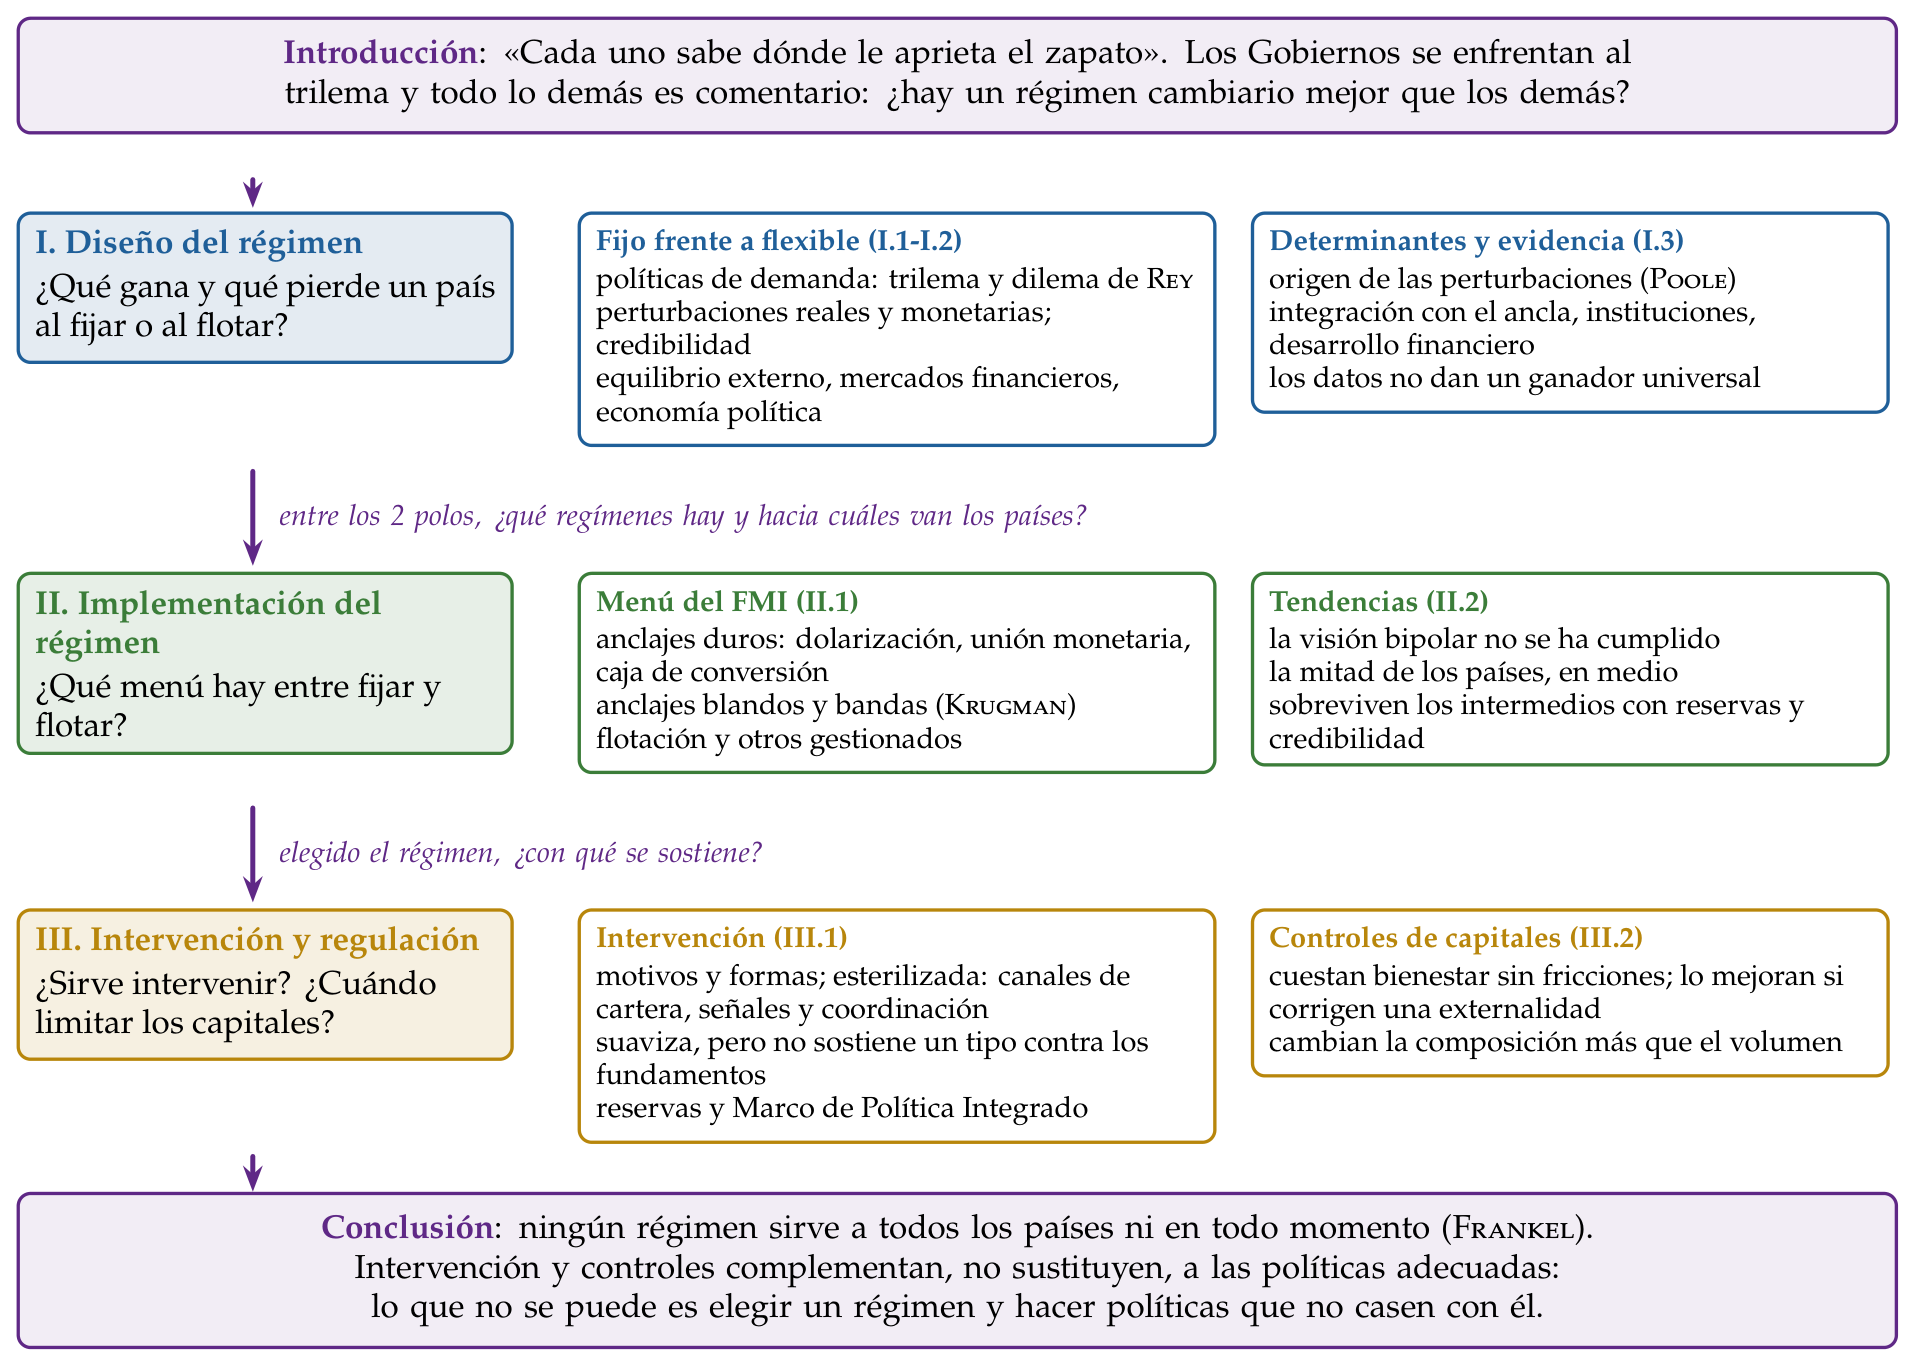 Introducción: «Cada uno sabe dónde le aprieta el zapato». Los Gobiernos se enfrentan al
trilema y todo lo demás es comentario: ¿hay un régimen cambiario mejor que los demás?
I. Diseño del régimen
¿Qué gana y qué pierde un país
al fijar o al flotar?
Fijo frente a flexible (I.1-I.2)
políticas de demanda: trilema y dilema de REY
perturbaciones reales y monetarias;
credibilidad
equilibrio externo, mercados financieros,
economía política
Determinantes y evidencia (I.3)
origen de las perturbaciones (POOLE)
integración con el ancla, instituciones,
desarrollo financiero
los datos no dan un ganador universal
entre los 2 polos, ¿qué regímenes hay y hacia cuáles van los países?
II. Implementación del
régimen
¿Qué menú hay entre fijar y
flotar?
Menú del FMI (II.1)
anclajes duros: dolarización, unión monetaria,
caja de conversión
anclajes blandos y bandas (KRUGMAN)
flotación y otros gestionados
Tendencias (II.2)
la visión bipolar no se ha cumplido
la mitad de los países, en medio
sobreviven los intermedios con reservas y
credibilidad
elegido el régimen, ¿con qué se sostiene?
III. Intervención y regulación
¿Sirve intervenir? ¿Cuándo
limitar los capitales?
Intervención (III.1)
motivos y formas; esterilizada: canales de
cartera, señales y coordinación
suaviza, pero no sostiene un tipo contra los
fundamentos
reservas y Marco de Política Integrado
Controles de capitales (III.2)
cuestan bienestar sin fricciones; lo mejoran si
corrigen una externalidad
cambian la composición más que el volumen
Conclusión: ningún régimen sirve a todos los países ni en todo momento (FRANKEL).
Intervención y controles complementan, no sustituyen, a las políticas adecuadas:
lo que no se puede es elegir un régimen y hacer políticas que no casen con él.